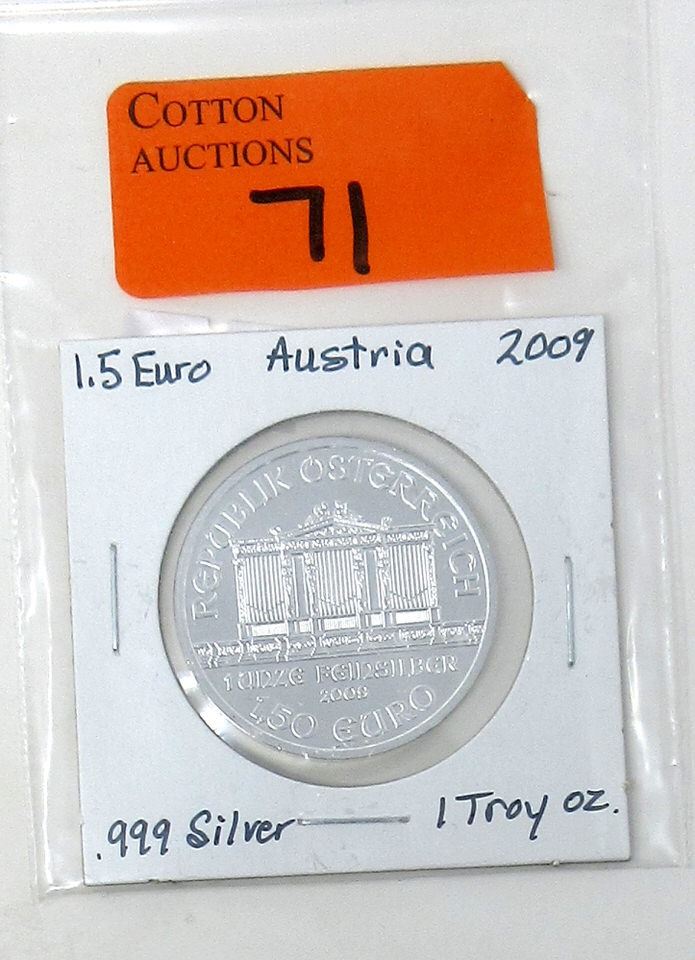 COTTON
AUCTIONS
71
1.5 Euro Austria 2009
REPUBLIK ÖSTERREICH
1 UNZE FEINSILBER
2009
1,50 EURO
.999 Silver 1 Troy oz.